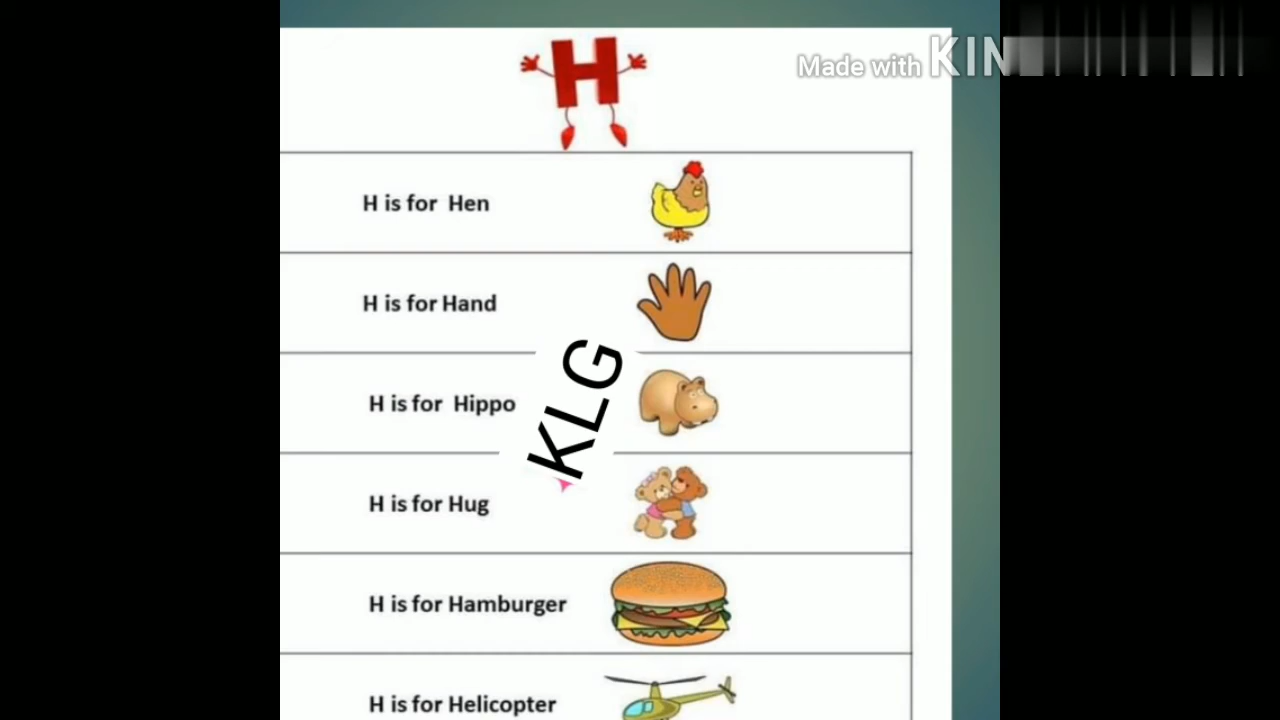 H
Made with KIN
H is for Hen
H is for Hand
KLG
H is for Hippo
H is for Hug
H is for Hamburger
H is for Helicopter